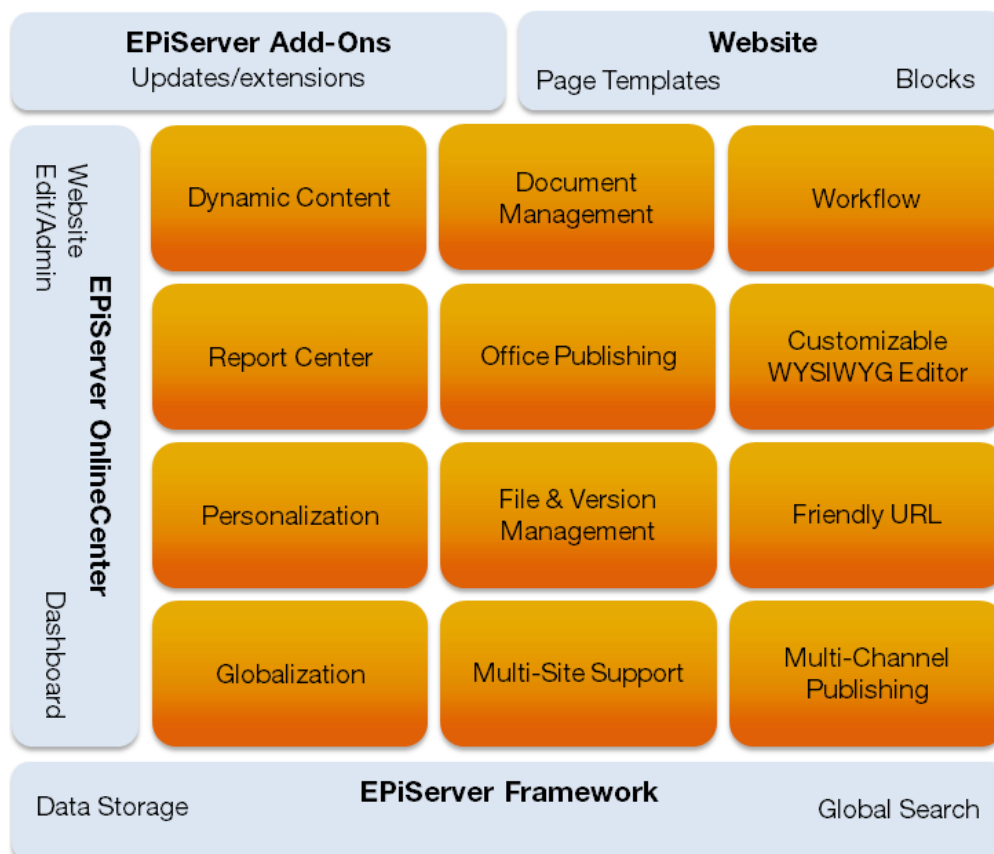 EPiServer Add-Ons
Updates/extensions
Website
Page Templates
Blocks
Website
Edit/Admin
EPiServer OnlineCenter
Dashboard
Dynamic Content
Document
Management
Workflow
Report Center
Office Publishing
Customizable
WYSIWYG Editor
Personalization
File & Version
Management
Friendly URL
Globalization
Multi-Site Support
Multi-Channel
Publishing
EPiServer Framework
Data Storage
Global Search